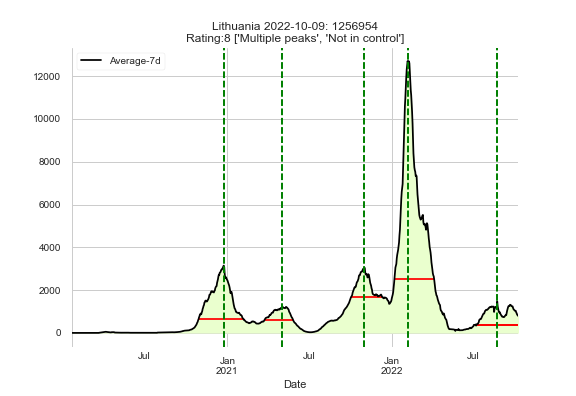 Lithuania 2022-10-09: 1256954
Rating:8 ['Multiple peaks', 'Not in control']
Average-7d
12000
10000
8000
6000
4000
2000
0
Jul
Jan
2021
Jul
Jan
2022
Jul
Date